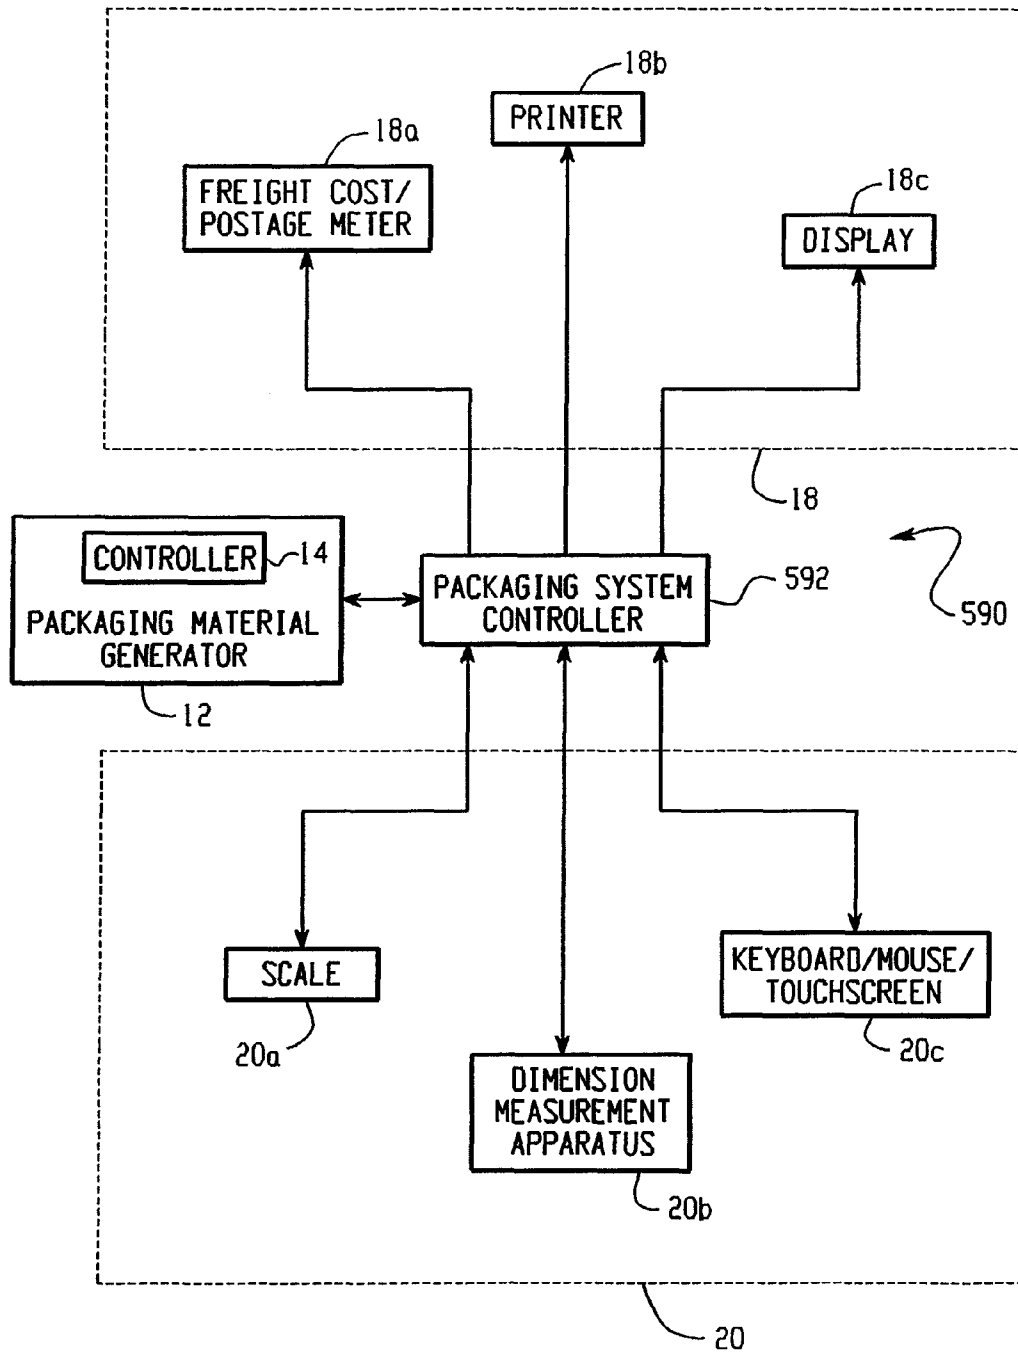 18b
PRINTER
18a
FREIGHT COST/
POSTAGE METER
18c
DISPLAY
18
CONTROLLER
14
PACKAGING MATERIAL
GENERATOR
12
PACKAGING SYSTEM
CONTROLLER
592
590
SCALE
20a
KEYBOARD/MOUSE/
TOUCHSCREEN
20c
DIMENSION
MEASUREMENT
APPARATUS
20b
20